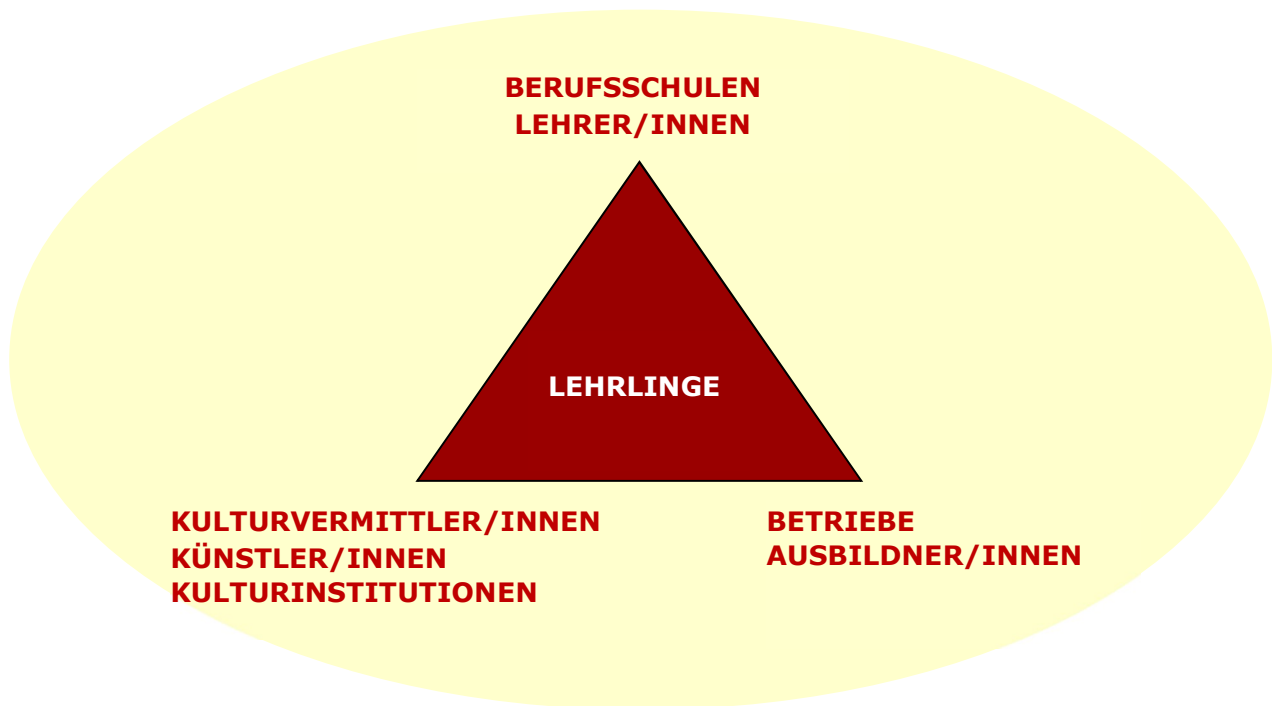 BERUFSSCHULEN
LEHRER/INNEN
LEHRLINGE
KULTURVERMITTLER/INNEN
KÜNSTLER/INNEN
KULTURINSTITUTIONEN
BETRIEBE
AUSBILDNER/INNEN